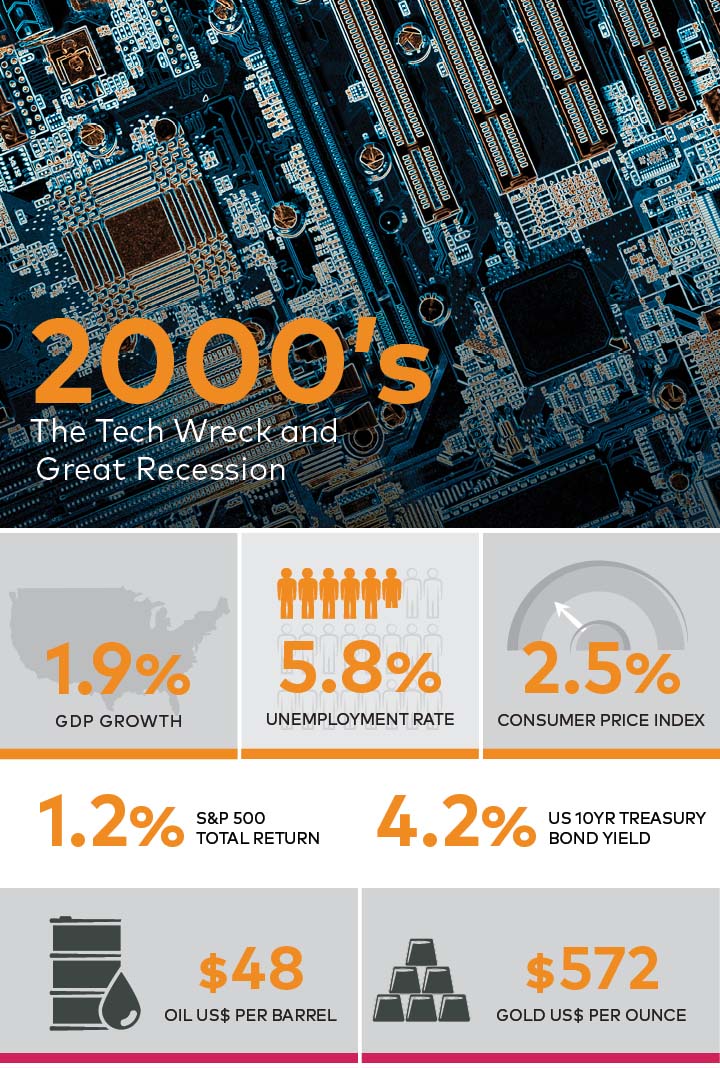 2000's
The Tech Wreck and
Great Recession
1.9%
GDP GROWTH
5.8%
UNEMPLOYMENT RATE
2.5%
CONSUMER PRICE INDEX
1.2%
S&P 500
TOTAL RETURN
4.2%
US 10YR TREASURY
BOND YIELD
$48
OIL US$ PER BARREL
$572
GOLD US$ PER OUNCE